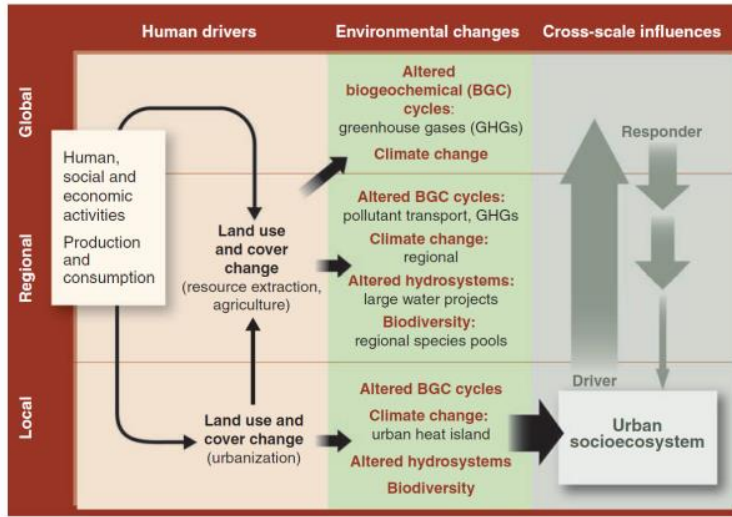 Human drivers
Environmental changes
Cross-scale influences
Global
Regional
Local
Human,
social and
economic
activities
Production and
consumption
Land use
and cover
change
(resource extraction,
agriculture)
Land use and
cover change
(urbanization)
Altered
biogeochemical (BGC)
cycles:
greenhouse gases (GHGs)
Climate change
Altered BGC cycles:
pollutant transport, GHGs
Climate change:
regional
Altered hydrosystems:
large water projects
Biodiversity:
regional species pools
Altered BGC cycles
Climate change:
urban heat island
Altered hydrosystems
Biodiversity
Responder
Driver
Urban
socioecosystem